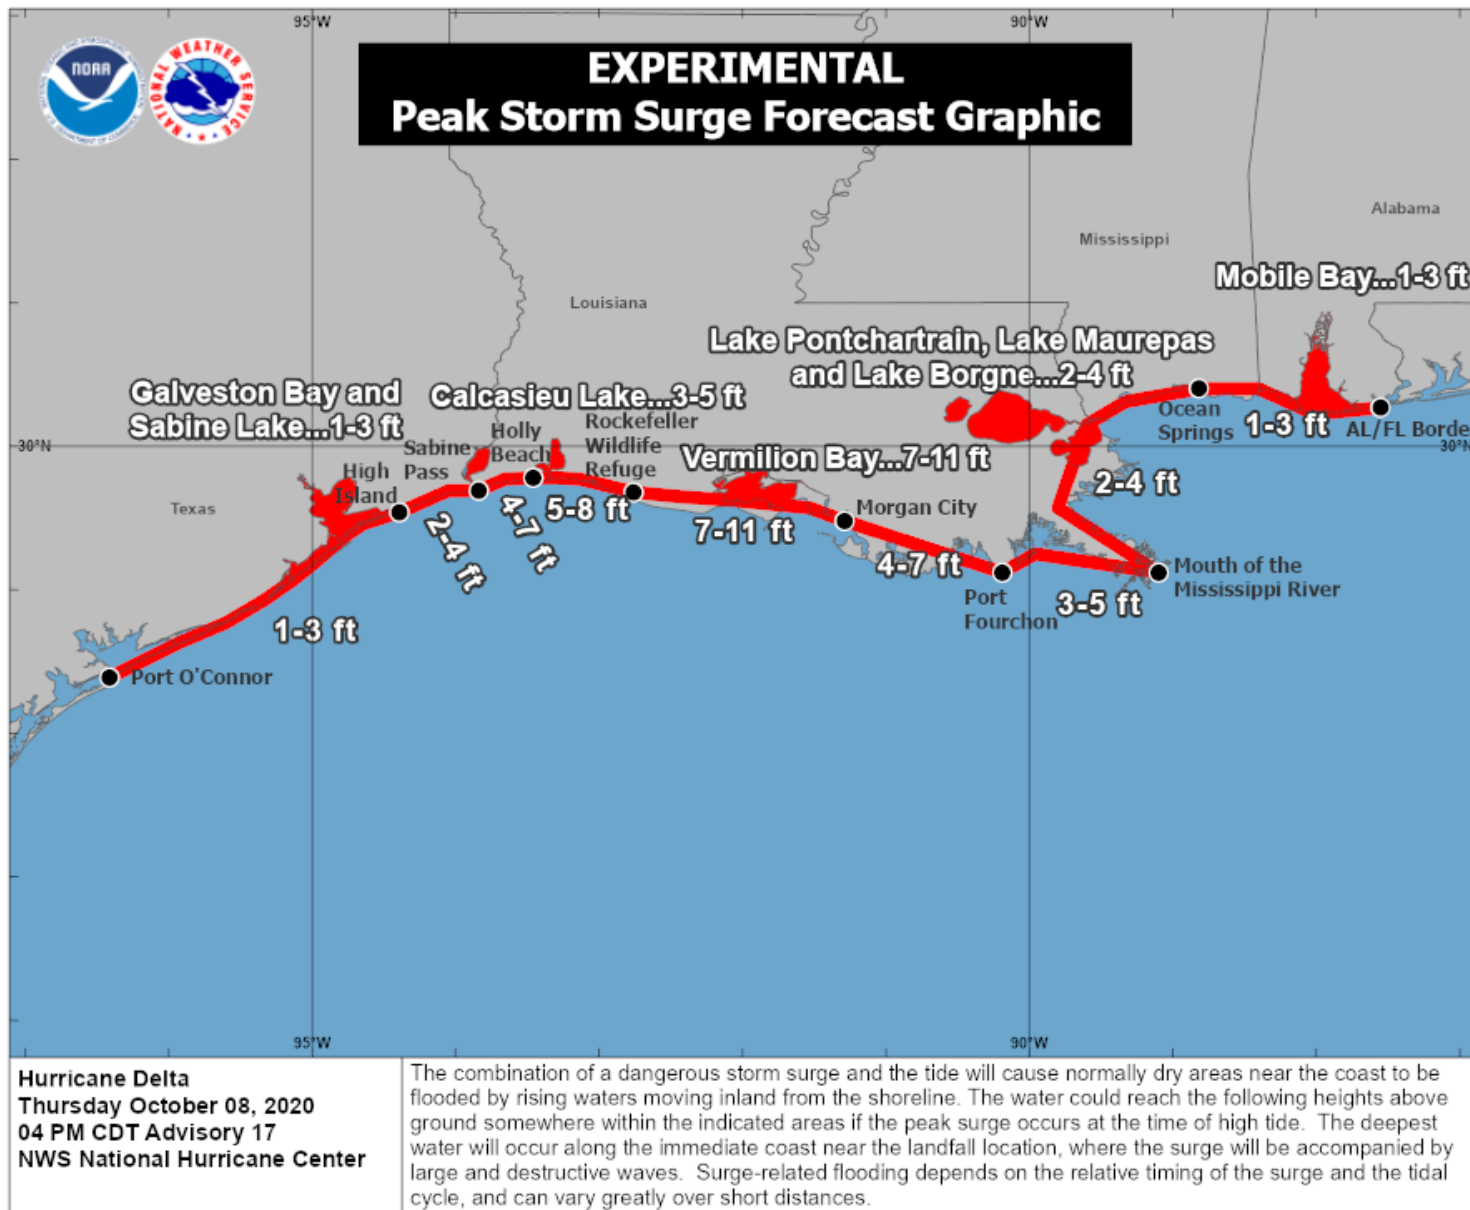 95°W
90°W
NOAA
NATIONAL WEATHER SERVICE
EXPERIMENTAL
Peak Storm Surge Forecast Graphic
Alabama
Mississippi
Mobile Bay...1-3 ft
Louisiana
Lake Pontchartrain, Lake Maurepas
and Lake Borgne...2-4 ft
Galveston Bay and
Sabine Lake...1-3 ft
Calcasieu Lake...3-5 ft
Rockefeller
Wildlife
Refuge
Holly
Beach
Sabine
Pass
High
Island
Ocean
Springs
1-3 ft
AL/FL Borde
30°N
30°N
Vermilion Bay...7-11 ft
2-4 ft
Texas
2-4 ft
4-7 ft
5-8 ft
7-11 ft
Morgan City
4-7 ft
Mouth of the
Mississippi River
Port
Fourchon
3-5 ft
1-3 ft
Port O'Connor
95°W
90°W
Hurricane Delta
Thursday October 08, 2020
04 PM CDT Advisory 17
NWS National Hurricane Center
The combination of a dangerous storm surge and the tide will cause normally dry areas near the coast to be
flooded by rising waters moving inland from the shoreline. The water could reach the following heights above
ground somewhere within the indicated areas if the peak surge occurs at the time of high tide. The deepest
water will occur along the immediate coast near the landfall location, where the surge will be accompanied by
large and destructive waves. Surge-related flooding depends on the relative timing of the surge and the tidal
cycle, and can vary greatly over short distances.